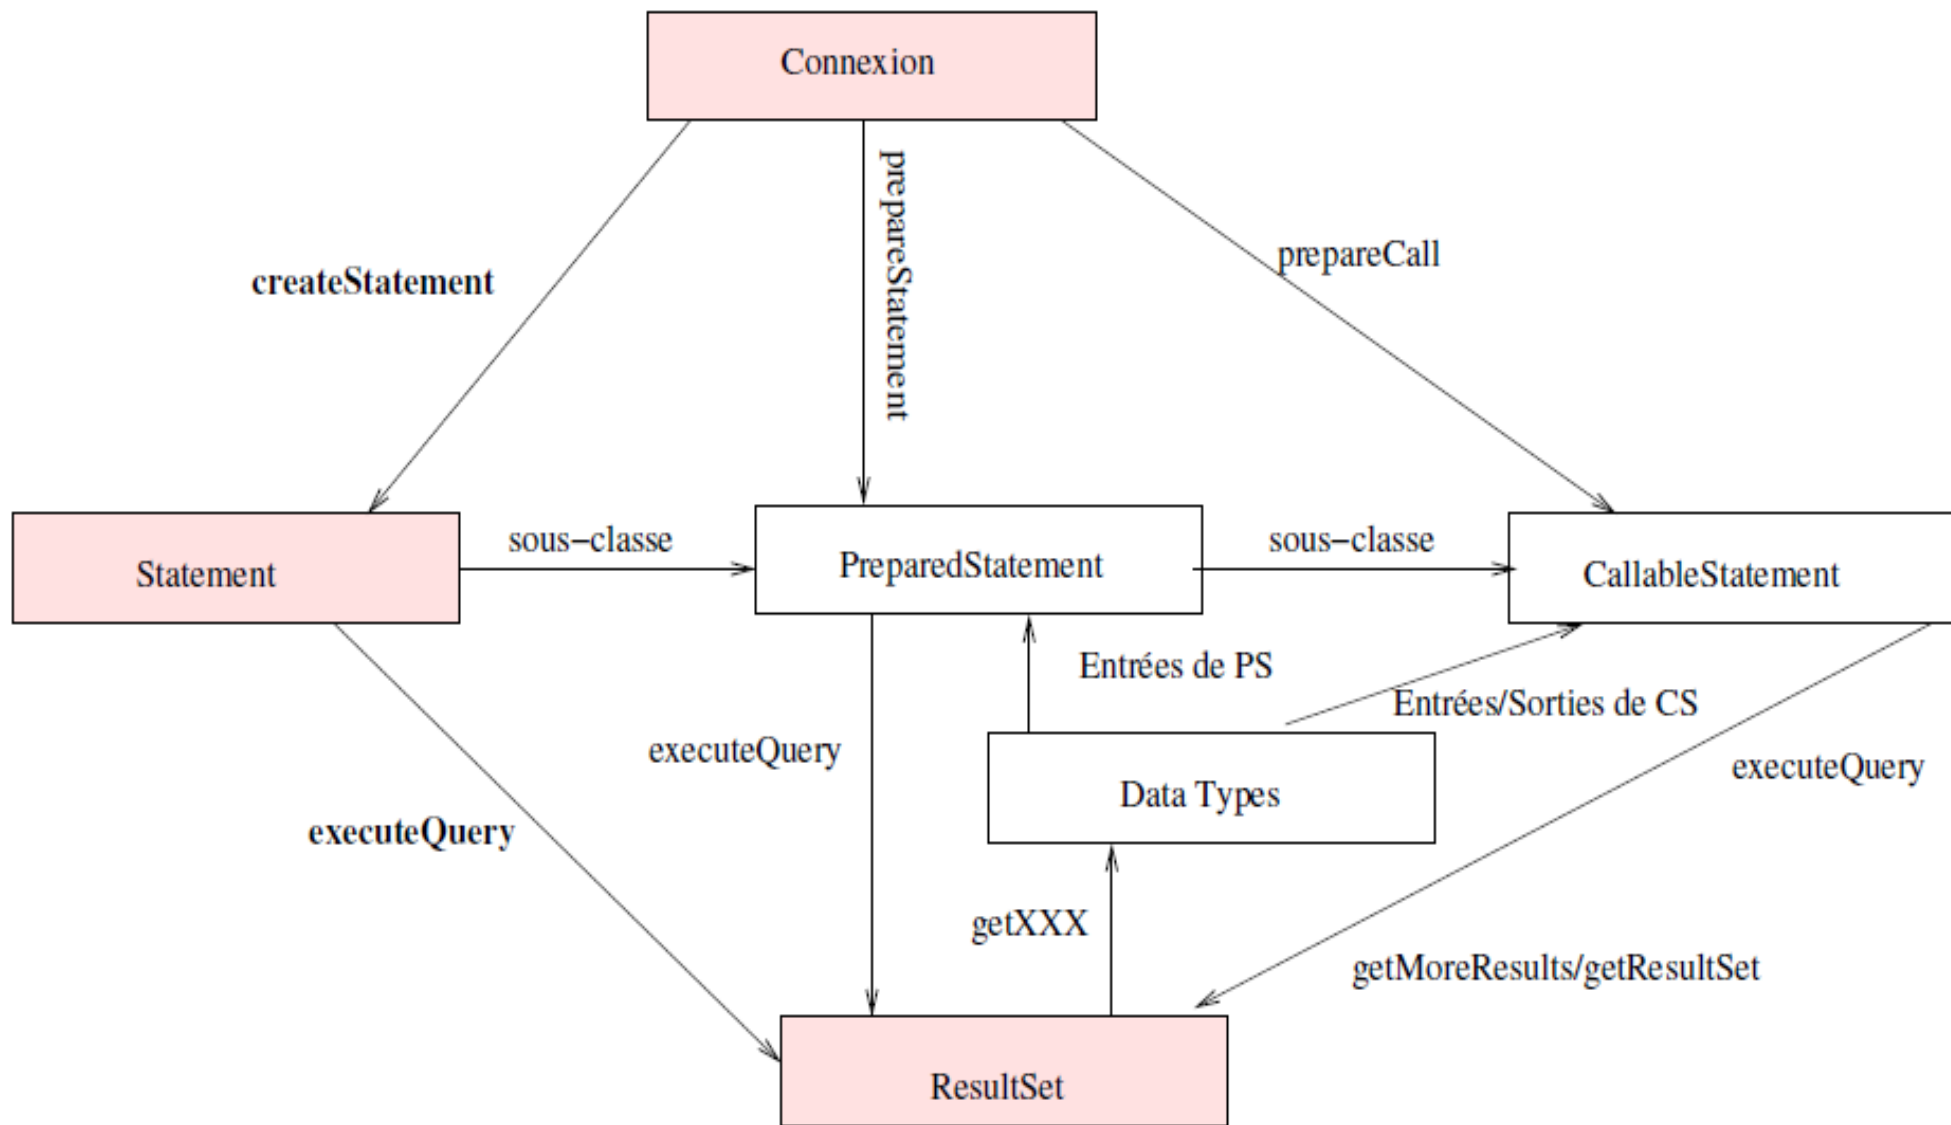 Connexion
prepareStatement
prepareCall
createStatement
sous−classe
sous−classe
Statement
PreparedStatement
CallableStatement
Entrées de PS
Entrées/Sorties de CS
executeQuery
executeQuery
Data Types
executeQuery
getXXX
getMoreResults/getResultSet
ResultSet